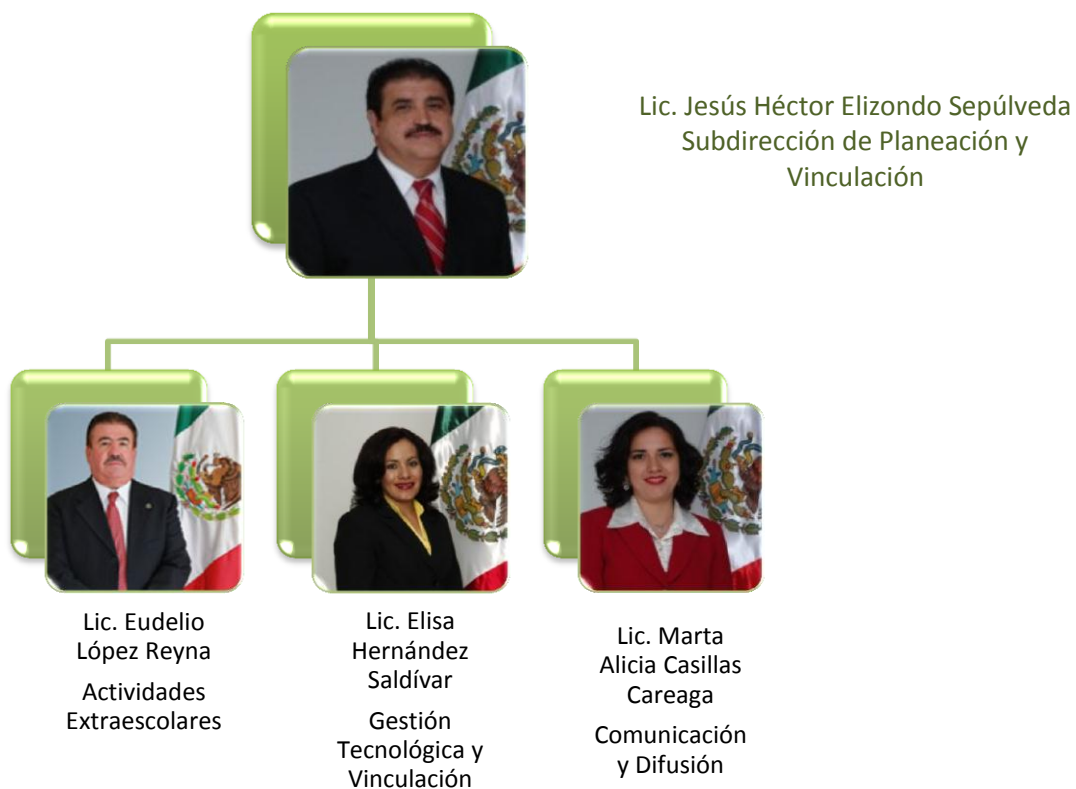 Lic. Jesús Héctor Elizondo Sepúlveda
Subdirección de Planeación y
Vinculación
Lic. Eudelio
López Reyna
Actividades
Extraescolares
Lic. Elisa
Hernández
Saldívar
Gestión
Tecnológica y
Vinculación
Lic. Marta
Alicia Casillas
Careaga
Comunicación
y Difusión